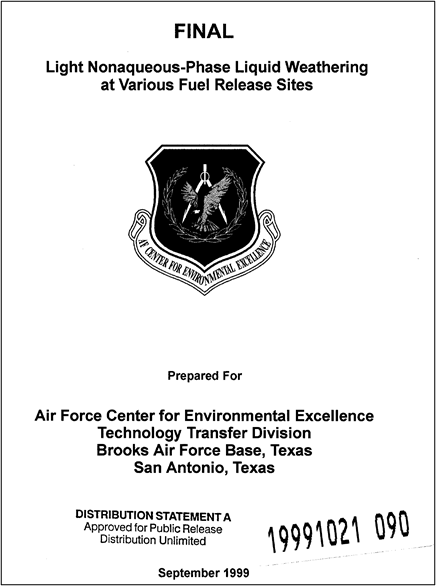 FINAL
Light Nonaqueous-Phase Liquid Weathering
at Various Fuel Release Sites
AF CENTER FOR ENVIRONMENTAL EXCELLENCE
Prepared For
Air Force Center for Environmental Excellence
Technology Transfer Division
Brooks Air Force Base, Texas
San Antonio, Texas
DISTRIBUTION STATEMENT A
Approved for Public Release
Distribution Unlimited
19991021 090
September 1999